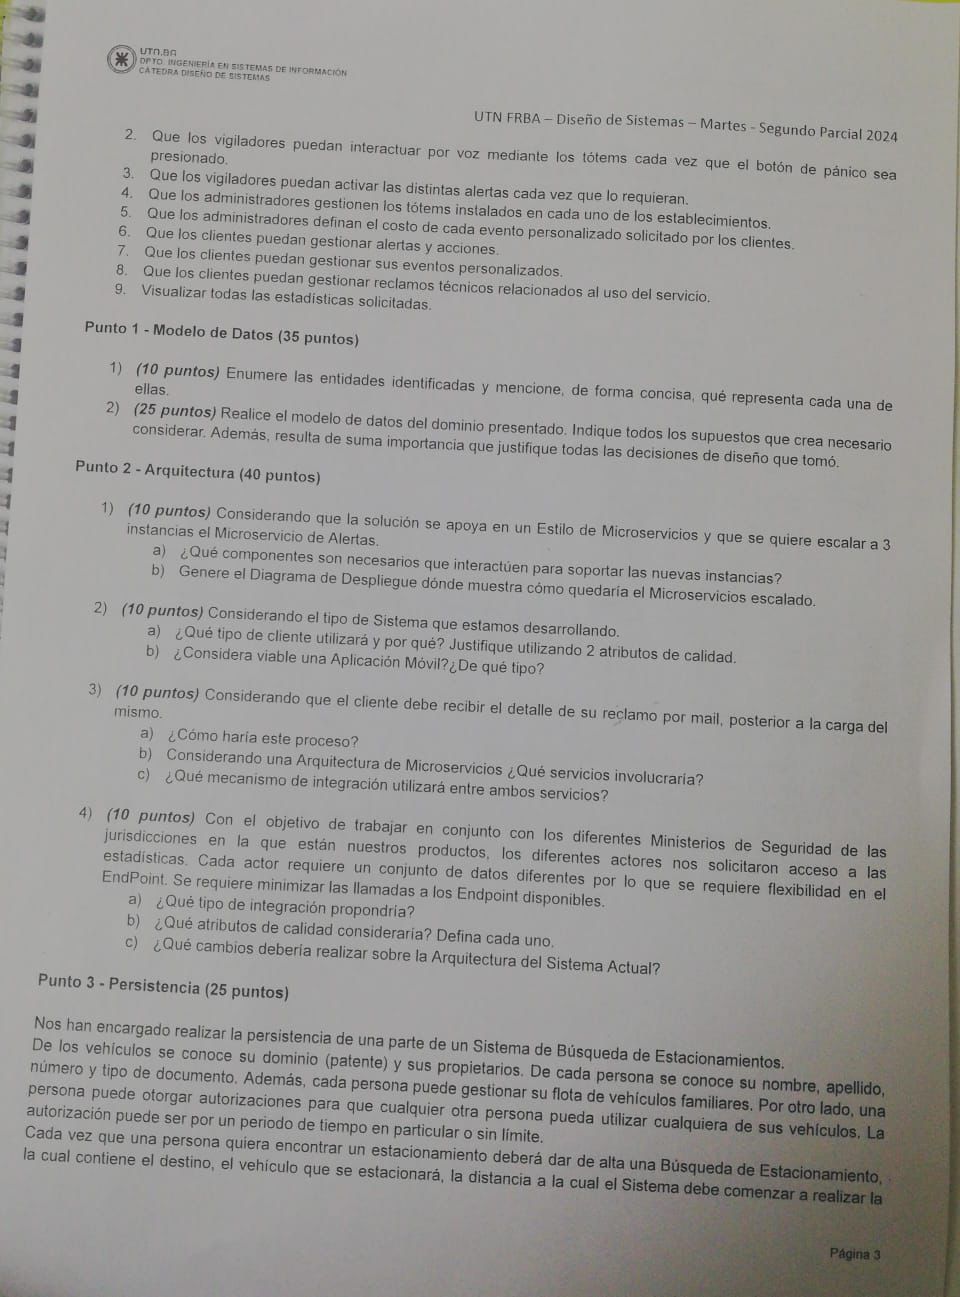 UTN.BA
DPTO. INGENIERÍA EN SISTEMAS DE INFORMACIÓN
CÁTEDRA DISEÑO DE SISTEMAS
UTN FRBA – Diseño de Sistemas – Martes - Segundo Parcial 2024
2. Que los vigiladores puedan interactuar por voz mediante los tótems cada vez que el botón de pánico sea
presionado.
3. Que los vigiladores puedan activar las distintas alertas cada vez que lo requieran.
4. Que los administradores gestionen los tótems instalados en cada uno de los establecimientos.
5. Que los administradores definan el costo de cada evento personalizado solicitado por los clientes.
6. Que los clientes puedan gestionar alertas y acciones.
7. Que los clientes puedan gestionar sus eventos personalizados.
8. Que los clientes puedan gestionar reclamos técnicos relacionados al uso del servicio.
9. Visualizar todas las estadísticas solicitadas.
Punto 1 - Modelo de Datos (35 puntos)
1) (10 puntos) Enumere las entidades identificadas y mencione, de forma concisa, qué representa cada una de
ellas.
2) (25 puntos) Realice el modelo de datos del dominio presentado. Indique todos los supuestos que crea necesario
considerar. Además, resulta de suma importancia que justifique todas las decisiones de diseño que tomó.
Punto 2 - Arquitectura (40 puntos)
1) (10 puntos) Considerando que la solución se apoya en un Estilo de Microservicios y que se quiere escalar a 3
instancias el Microservicio de Alertas.
a) ¿Qué componentes son necesarios que interactúen para soportar las nuevas instancias?
b) Genere el Diagrama de Despliegue dónde muestra cómo quedaría el Microservicios escalado.
2) (10 puntos) Considerando el tipo de Sistema que estamos desarrollando.
a) ¿Qué tipo de cliente utilizará y por qué? Justifique utilizando 2 atributos de calidad.
b) ¿Considera viable una Aplicación Móvil?¿De qué tipo?
3) (10 puntos) Considerando que el cliente debe recibir el detalle de su reclamo por mail, posterior a la carga del
mismo.
a) ¿Cómo haría este proceso?
b) Considerando una Arquitectura de Microservicios ¿Qué servicios involucraría?
c) ¿Qué mecanismo de integración utilizará entre ambos servicios?
4) (10 puntos) Con el objetivo de trabajar en conjunto con los diferentes Ministerios de Seguridad de las
jurisdicciones en la que están nuestros productos, los diferentes actores nos solicitaron acceso a las
estadísticas. Cada actor requiere un conjunto de datos diferentes por lo que se requiere flexibilidad en el
EndPoint. Se requiere minimizar las llamadas a los Endpoint disponibles.
a) ¿Qué tipo de integración propondría?
b) ¿Qué atributos de calidad consideraría? Defina cada uno.
c) ¿Qué cambios debería realizar sobre la Arquitectura del Sistema Actual?
Punto 3 - Persistencia (25 puntos)
Nos han encargado realizar la persistencia de una parte de un Sistema de Búsqueda de Estacionamientos.
De los vehículos se conoce su dominio (patente) y sus propietarios. De cada persona se conoce su nombre, apellido,
número y tipo de documento. Además, cada persona puede gestionar su flota de vehículos familiares. Por otro lado, una
persona puede otorgar autorizaciones para que cualquier otra persona pueda utilizar cualquiera de sus vehículos. La
autorización puede ser por un periodo de tiempo en particular o sin límite.
Cada vez que una persona quiera encontrar un estacionamiento deberá dar de alta una Búsqueda de Estacionamiento,
la cual contiene el destino, el vehículo que se estacionará, la distancia a la cual el Sistema debe comenzar a realizar la
Página 3